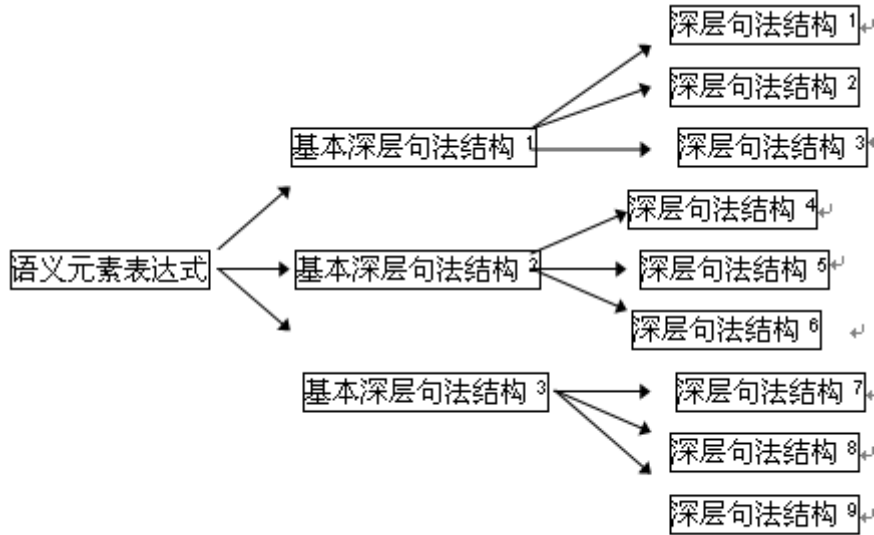 深层句法结构 1
深层句法结构 2
基本深层句法结构 1
深层句法结构 3
深层句法结构 4
语义元素表达式
基本深层句法结构 2
深层句法结构 5
深层句法结构 6
基本深层句法结构 3
深层句法结构 7
深层句法结构 8
深层句法结构 9